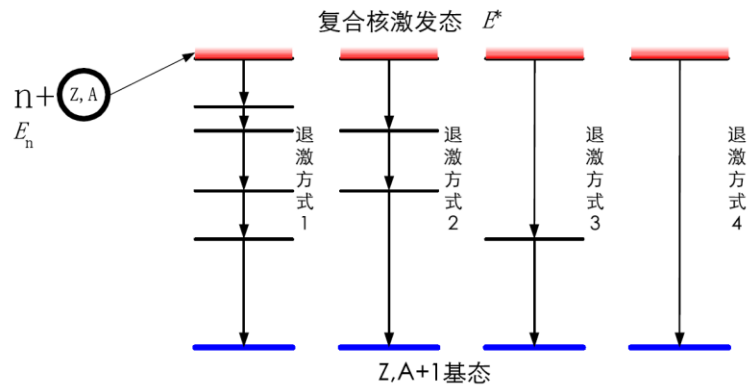 复合核激发态 E*
n+ Z,A
Eₙ
退激方式1
退激方式2
退激方式3
退激方式4
Z,A+1基态